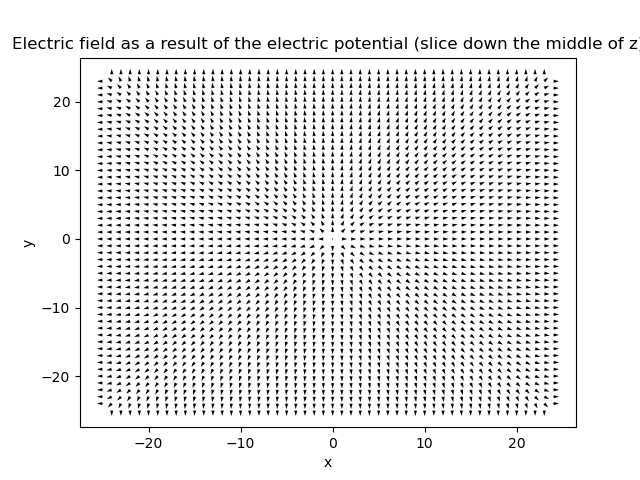 Electric field as a result of the electric potential (slice down the middle of z)
20
10
0
−10
−20
y
−20 −10 0 10 20
x